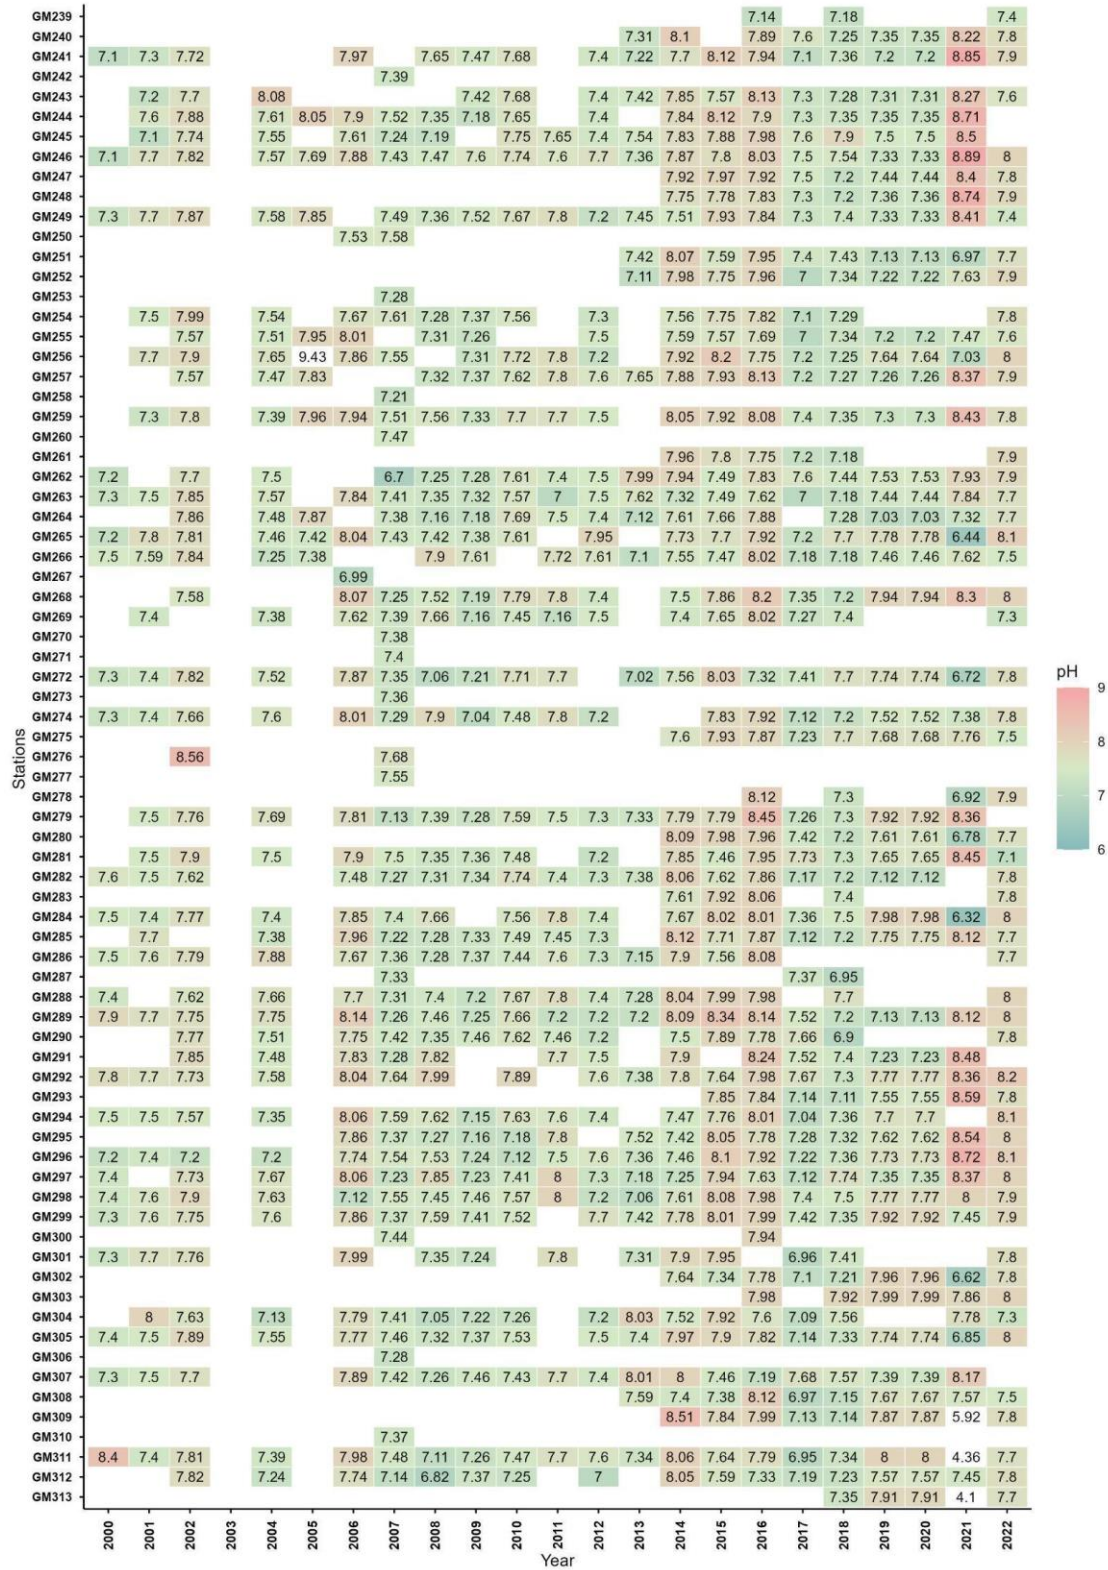 GM239 7.14 7.18 7.4
GM240 7.31 8.1 7.89 7.6 7.25 7.35 7.35 8.22 7.8
GM241 7.1 7.3 7.72 7.97 7.65 7.47 7.68 7.4 7.22 7.7 8.12 7.94 7.1 7.36 7.2 7.2 8.85 7.9
GM242 7.39
GM243 7.2 7.7 8.08 7.42 7.68 7.4 7.42 7.85 7.57 8.13 7.3 7.28 7.31 7.31 8.27 7.6
GM244 7.6 7.88 7.61 8.05 7.9 7.52 7.35 7.18 7.65 7.4 7.84 8.12 7.9 7.3 7.35 7.35 7.35 8.71
GM245 7.1 7.74 7.55 7.61 7.24 7.19 7.75 7.65 7.4 7.54 7.83 7.88 7.98 7.6 7.9 7.5 7.5 8.5
GM246 7.1 7.7 7.82 7.57 7.69 7.88 7.43 7.47 7.6 7.74 7.6 7.7 7.36 7.87 7.8 8.03 7.5 7.54 7.33 7.33 8.89 8
GM247 7.92 7.97 7.92 7.5 7.2 7.44 7.44 8.4 7.8
GM248 7.75 7.78 7.83 7.3 7.2 7.36 7.36 8.74 7.9
GM249 7.3 7.7 7.87 7.58 7.85 7.49 7.36 7.52 7.67 7.8 7.2 7.45 7.51 7.93 7.84 7.3 7.4 7.33 7.33 8.41 7.4
GM250 7.53 7.58
GM251 7.42 8.07 7.59 7.95 7.4 7.43 7.13 7.13 6.97 7.7
GM252 7.11 7.98 7.75 7.96 7 7.34 7.22 7.22 7.63 7.9
GM253 7.28
GM254 7.5 7.99 7.54 7.67 7.61 7.28 7.37 7.56 7.3 7.56 7.75 7.82 7.1 7.29 7.8
GM255 7.57 7.51 7.95 8.01 7.31 7.26 7.5 7.59 7.57 7.69 7 7.34 7.2 7.2 7.47 7.6
GM256 7.7 7.9 7.65 9.43 7.86 7.55 7.31 7.72 7.8 7.2 7.92 8.2 7.75 7.2 7.25 7.64 7.64 7.03 8
GM257 7.57 7.47 7.83 7.32 7.37 7.62 7.8 7.6 7.65 7.88 7.93 8.13 7.2 7.27 7.26 7.26 8.37 7.9
GM258 7.21
GM259 7.3 7.8 7.39 7.96 7.94 7.51 7.56 7.33 7.7 7.7 7.5 8.05 7.92 8.08 7.4 7.35 7.3 7.3 8.43 7.8
GM260 7.47
GM261 7.96 7.8 7.75 7.2 7.18 7.9
GM262 7.2 7.7 7.5 6.7 7.25 7.28 7.61 7.4 7.5 7.99 7.94 7.49 7.83 7.6 7.44 7.53 7.53 7.93 7.9
GM263 7.3 7.5 7.85 7.57 7.84 7.41 7.35 7.32 7.57 7 7.5 7.62 7.32 7.49 7.62 7 7.18 7.44 7.44 7.84 7.7
GM264 7.86 7.48 7.87 7.38 7.16 7.18 7.69 7.5 7.4 7.12 7.61 7.66 7.88 7.28 7.03 7.03 7.32 7.7
GM265 7.2 7.8 7.81 7.46 7.42 8.04 7.43 7.42 7.38 7.61 7.95 7.73 7.7 7.92 7.2 7.7 7.78 7.78 6.44 8.1
GM266 7.5 7.59 7.84 7.25 7.38 7.9 7.61 7.72 7.61 7.1 7.55 7.47 8.02 7.18 7.18 7.46 7.46 7.62 7.5
GM267 6.99
GM268 7.58 8.07 7.25 7.52 7.19 7.79 7.8 7.4 7.5 7.86 8.2 7.35 7.2 7.94 7.94 8.3 8
GM269 7.4 7.38 7.62 7.39 7.66 7.16 7.45 7.16 7.5 7.4 7.65 8.02 7.27 7.4 7.3
GM270 7.38
GM271 7.4
GM272 7.3 7.4 7.82 7.52 7.87 7.35 7.06 7.21 7.71 7.7 7.02 7.56 8.03 7.32 7.41 7.7 7.74 7.74 6.72 7.8
GM273 7.36
GM274 7.3 7.4 7.66 7.6 8.01 7.29 7.9 7.04 7.48 7.8 7.2 7.83 7.92 7.12 7.2 7.52 7.52 7.38 7.8
GM275 7.6 7.93 7.87 7.23 7.7 7.68 7.68 7.76 7.5
GM276 8.56 7.68
GM277 7.55
GM278 8.12 7.3 6.92 7.9
GM279 7.5 7.76 7.69 7.81 7.13 7.39 7.28 7.59 7.5 7.3 7.33 7.79 7.79 8.45 7.26 7.3 7.92 7.92 8.36
GM280 8.09 7.98 7.96 7.42 7.2 7.61 7.61 6.78 7.7
GM281 7.5 7.9 7.5 7.9 7.5 7.35 7.36 7.48 7.2 7.85 7.46 7.95 7.73 7.3 7.65 7.65 8.45 7.1
GM282 7.6 7.5 7.62 7.48 7.27 7.31 7.34 7.74 7.4 7.3 7.38 8.06 7.62 7.86 7.17 7.2 7.12 7.12 7.8
GM283 7.61 7.92 8.06 7.4 7.8
GM284 7.5 7.4 7.77 7.4 7.85 7.4 7.66 7.56 7.8 7.4 7.67 8.02 8.01 7.36 7.5 7.98 7.98 6.32 8
GM285 7.7 7.38 7.96 7.22 7.28 7.33 7.49 7.45 7.3 8.12 7.71 7.87 7.12 7.2 7.75 7.75 8.12 7.7
GM286 7.5 7.6 7.79 7.88 7.67 7.36 7.28 7.37 7.44 7.6 7.3 7.15 7.9 7.56 8.08 7.7
GM287 7.33 7.37 6.95
GM288 7.4 7.62 7.66 7.7 7.31 7.4 7.2 7.67 7.8 7.4 7.28 8.04 7.99 7.98 7.7 8
GM289 7.9 7.7 7.75 7.75 8.14 7.26 7.46 7.25 7.66 7.2 7.2 7.2 8.09 8.34 8.14 7.52 7.2 7.13 7.13 8.12 8
GM290 7.77 7.51 7.75 7.42 7.35 7.46 7.62 7.46 7.2 7.5 7.89 7.78 7.66 6.9 7.8
GM291 7.85 7.48 7.83 7.28 7.82 7.7 7.5 7.9 8.24 7.52 7.4 7.23 7.23 8.48
GM292 7.8 7.7 7.73 7.58 8.04 7.64 7.99 7.89 7.6 7.38 7.8 7.64 7.98 7.67 7.3 7.77 7.77 8.36 8.2
GM293 7.85 7.84 7.14 7.11 7.55 7.55 8.59 7.8
GM294 7.5 7.5 7.57 7.35 8.06 7.59 7.62 7.15 7.63 7.6 7.4 7.47 7.76 8.01 7.04 7.36 7.7 7.7 8.1
GM295 7.86 7.37 7.27 7.16 7.18 7.8 7.52 7.42 8.05 7.78 7.28 7.32 7.62 7.62 8.54 8
GM296 7.2 7.4 7.2 7.2 7.74 7.54 7.53 7.24 7.12 7.5 7.6 7.36 7.46 8.1 7.92 7.22 7.36 7.73 7.73 8.72 8.1
GM297 7.4 7.73 7.67 8.06 7.23 7.85 7.23 7.41 8 7.3 7.18 7.25 7.94 7.63 7.12 7.74 7.35 7.35 8.37 8
GM298 7.4 7.6 7.9 7.63 7.12 7.55 7.45 7.46 7.57 8 7.2 7.06 7.61 8.08 7.98 7.4 7.5 7.77 7.77 8 7.9
GM299 7.3 7.6 7.75 7.6 7.86 7.37 7.59 7.41 7.52 7.7 7.42 7.78 8.01 7.99 7.42 7.35 7.92 7.92 7.45 7.9
GM300 7.44 7.94
GM301 7.3 7.7 7.76 7.99 7.35 7.24 7.8 7.31 7.9 7.95 6.96 7.41 7.8
GM302 7.64 7.34 7.78 7.1 7.21 7.96 7.96 6.62 7.8
GM303 7.98 7.92 7.99 7.99 7.86 8
GM304 8 7.63 7.13 7.79 7.41 7.05 7.22 7.26 7.2 8.03 7.52 7.92 7.6 7.09 7.56 7.78 7.3
GM305 7.4 7.5 7.89 7.55 7.77 7.46 7.32 7.37 7.53 7.5 7.4 7.97 7.9 7.82 7.14 7.33 7.74 7.74 6.85 8
GM306 7.28
GM307 7.3 7.5 7.7 7.89 7.42 7.26 7.46 7.43 7.7 7.4 8.01 8 7.46 7.19 7.68 7.57 7.39 7.39 8.17
GM308 7.59 7.4 7.38 8.12 6.97 7.15 7.67 7.67 7.57 7.5
GM309 8.51 7.84 7.99 7.13 7.14 7.87 7.87 5.92 7.8
GM310 7.37
GM311 8.4 7.4 7.81 7.39 7.98 7.48 7.11 7.26 7.47 7.7 7.6 7.34 8.06 7.64 7.79 6.95 7.34 8 8 4.36 7.7
GM312 7.82 7.24 7.74 7.14 6.82 7.37 7.25 7 8.05 7.59 7.33 7.19 7.23 7.57 7.57 7.45 7.8
GM313 7.35 7.91 7.91 4.1 7.7
2000 2001 2002 2003 2004 2005 2006 2007 2008 2009 2010 2011 2012 2013 2014 2015 2016 2017 2018 2019 2020 2021 2022
Year
Stations
pH
9
8
7
6